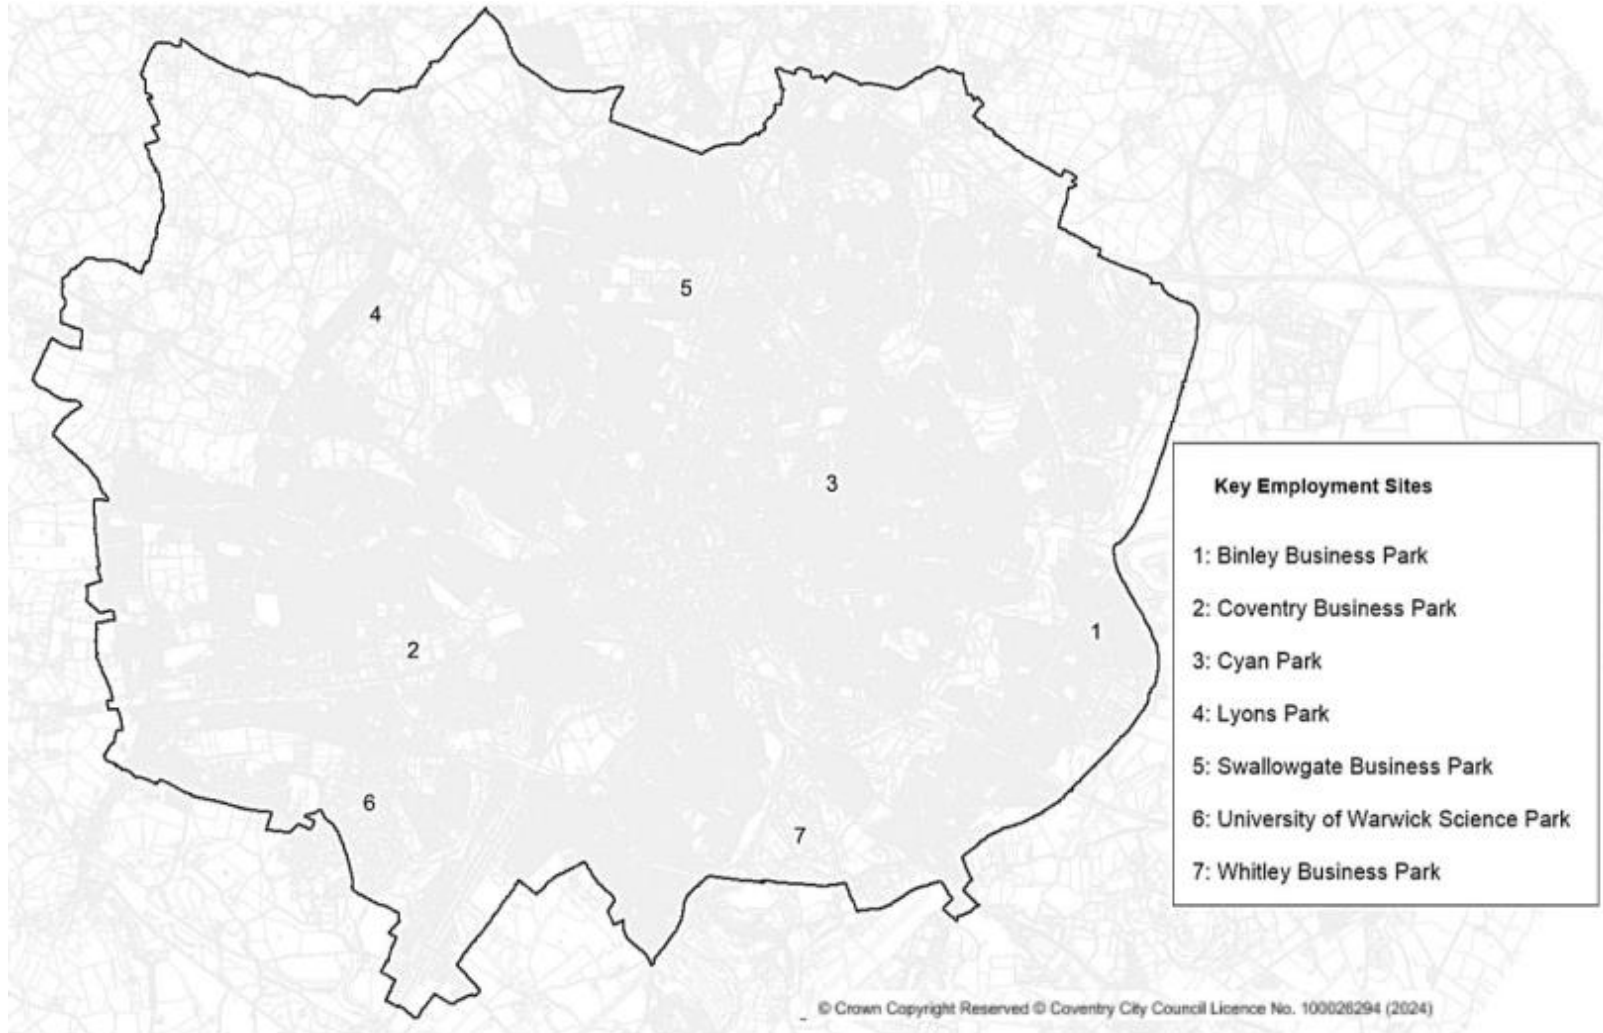 5
4
3
1
2
6
7
Key Employment Sites
1: Binley Business Park
2: Coventry Business Park
3: Cyan Park
4: Lyons Park
5: Swallowgate Business Park
6: University of Warwick Science Park
7: Whitley Business Park
© Crown Copyright Reserved © Coventry City Council Licence No. 100026294 (2024)